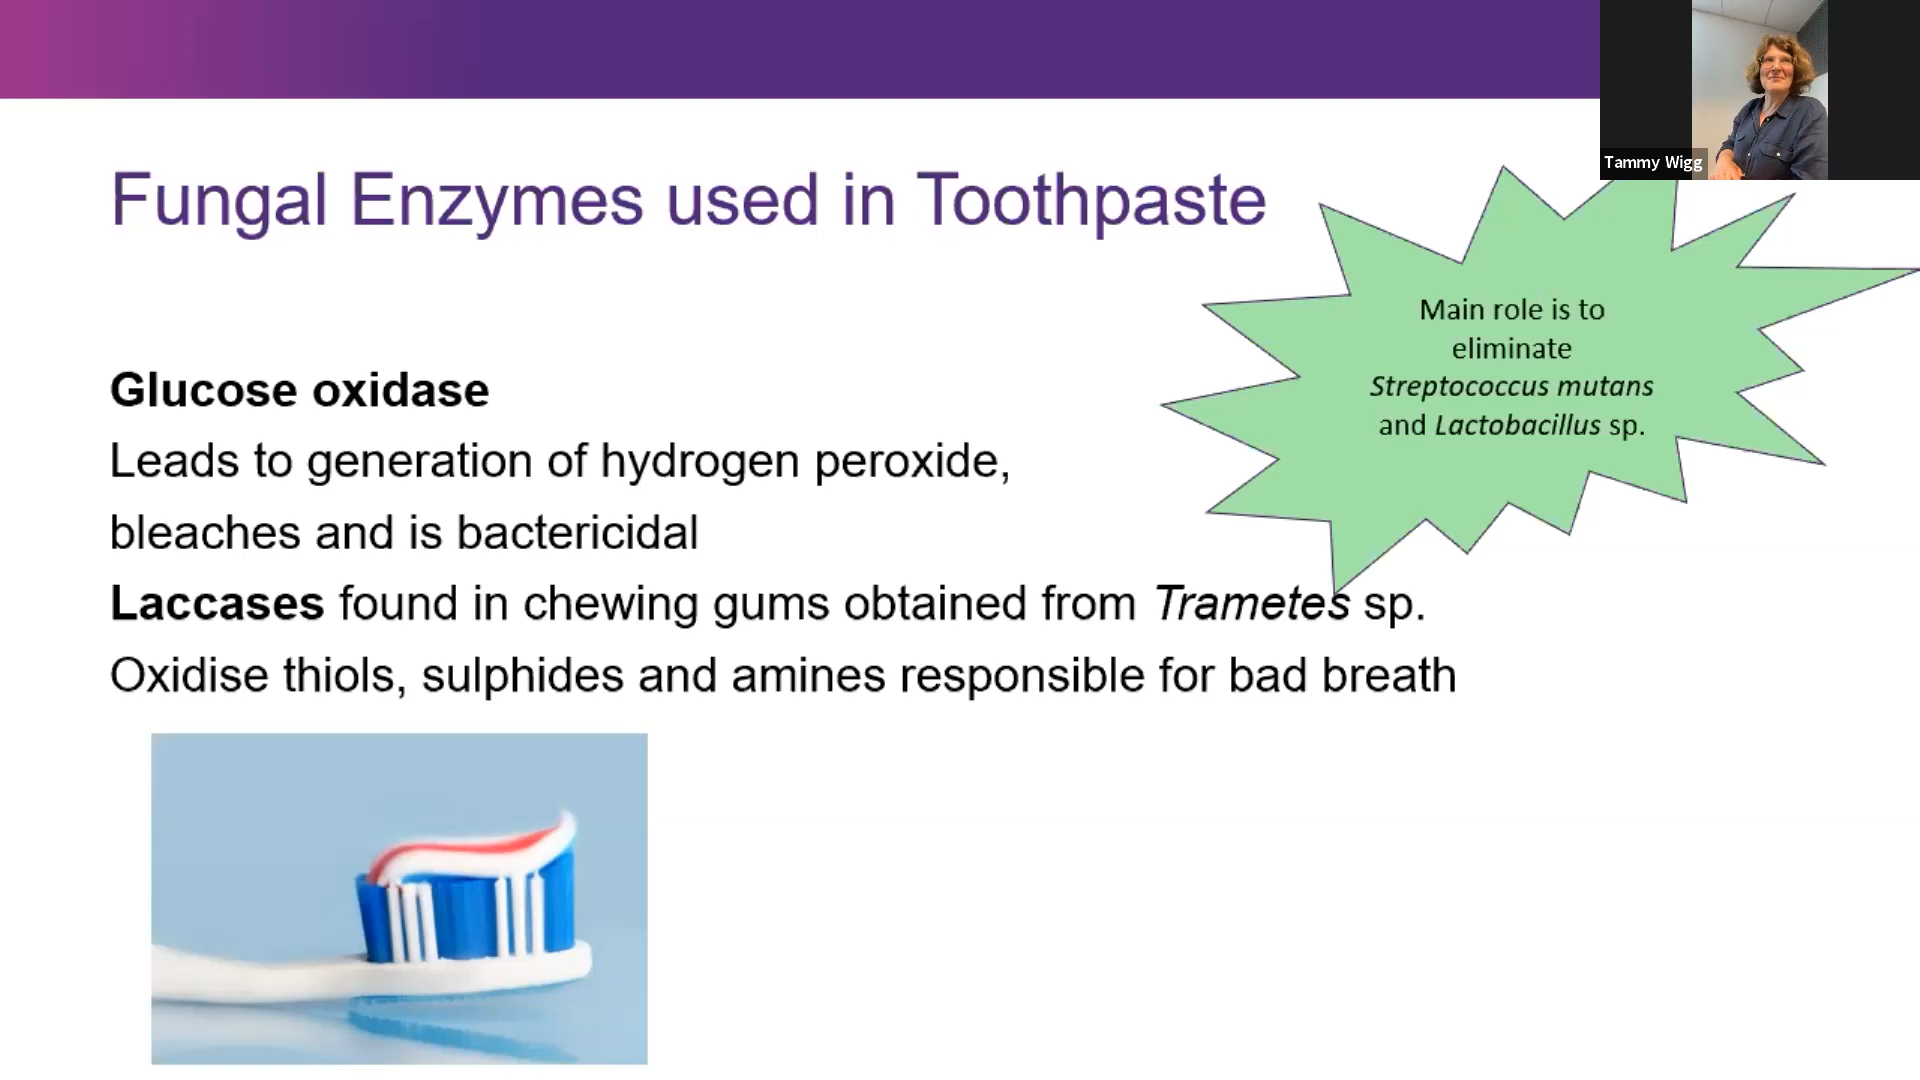 Tammy Wigg
Fungal Enzymes used in Toothpaste
Main role is to
eliminate
Streptococcus mutans
and Lactobacillus sp.
Glucose oxidase
Leads to generation of hydrogen peroxide,
bleaches and is bactericidal
Laccases found in chewing gums obtained from Trametes sp.
Oxidise thiols, sulphides and amines responsible for bad breath